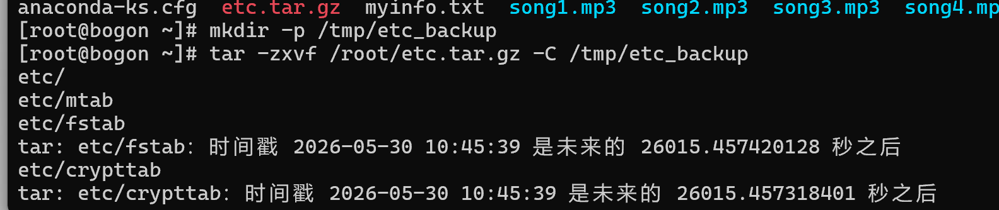 anaconda-ks.cfg  etc.tar.gz  myinfo.txt  song1.mp3  song2.mp3  song3.mp3  song4.mp
[root@bogon ~]# mkdir -p /tmp/etc_backup
[root@bogon ~]# tar -zxvf /root/etc.tar.gz -C /tmp/etc_backup
etc/
etc/mtab
etc/fstab
tar: etc/fstab: 时间戳 2026-05-30 10:45:39 是未来的 26015.457420128 秒之后
etc/crypttab
tar: etc/crypttab: 时间戳 2026-05-30 10:45:39 是未来的 26015.457318401 秒之后